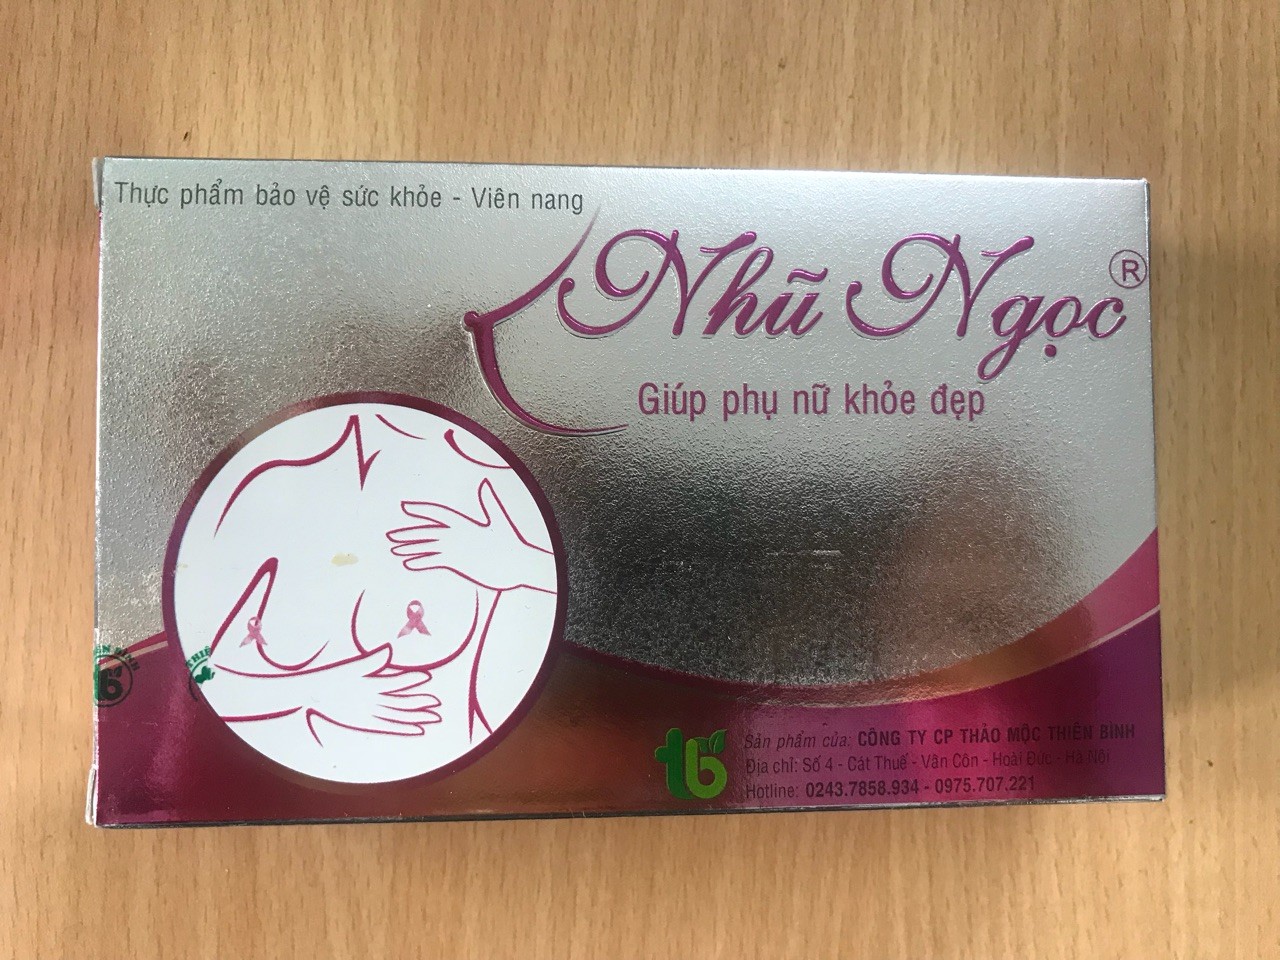 Thực phẩm bảo vệ sức khỏe - Viên nang
Nhũ Ngọc ®
Giúp phụ nữ khỏe đẹp
tb
Sản phẩm của: CÔNG TY CP THẢO MỘC THIÊN BÌNH
Địa chỉ: Số 4 - Cát Thuế - Vân Côn - Hoài Đức - Hà Nội
Hotline: 0243.7858.934 - 0975.707.221